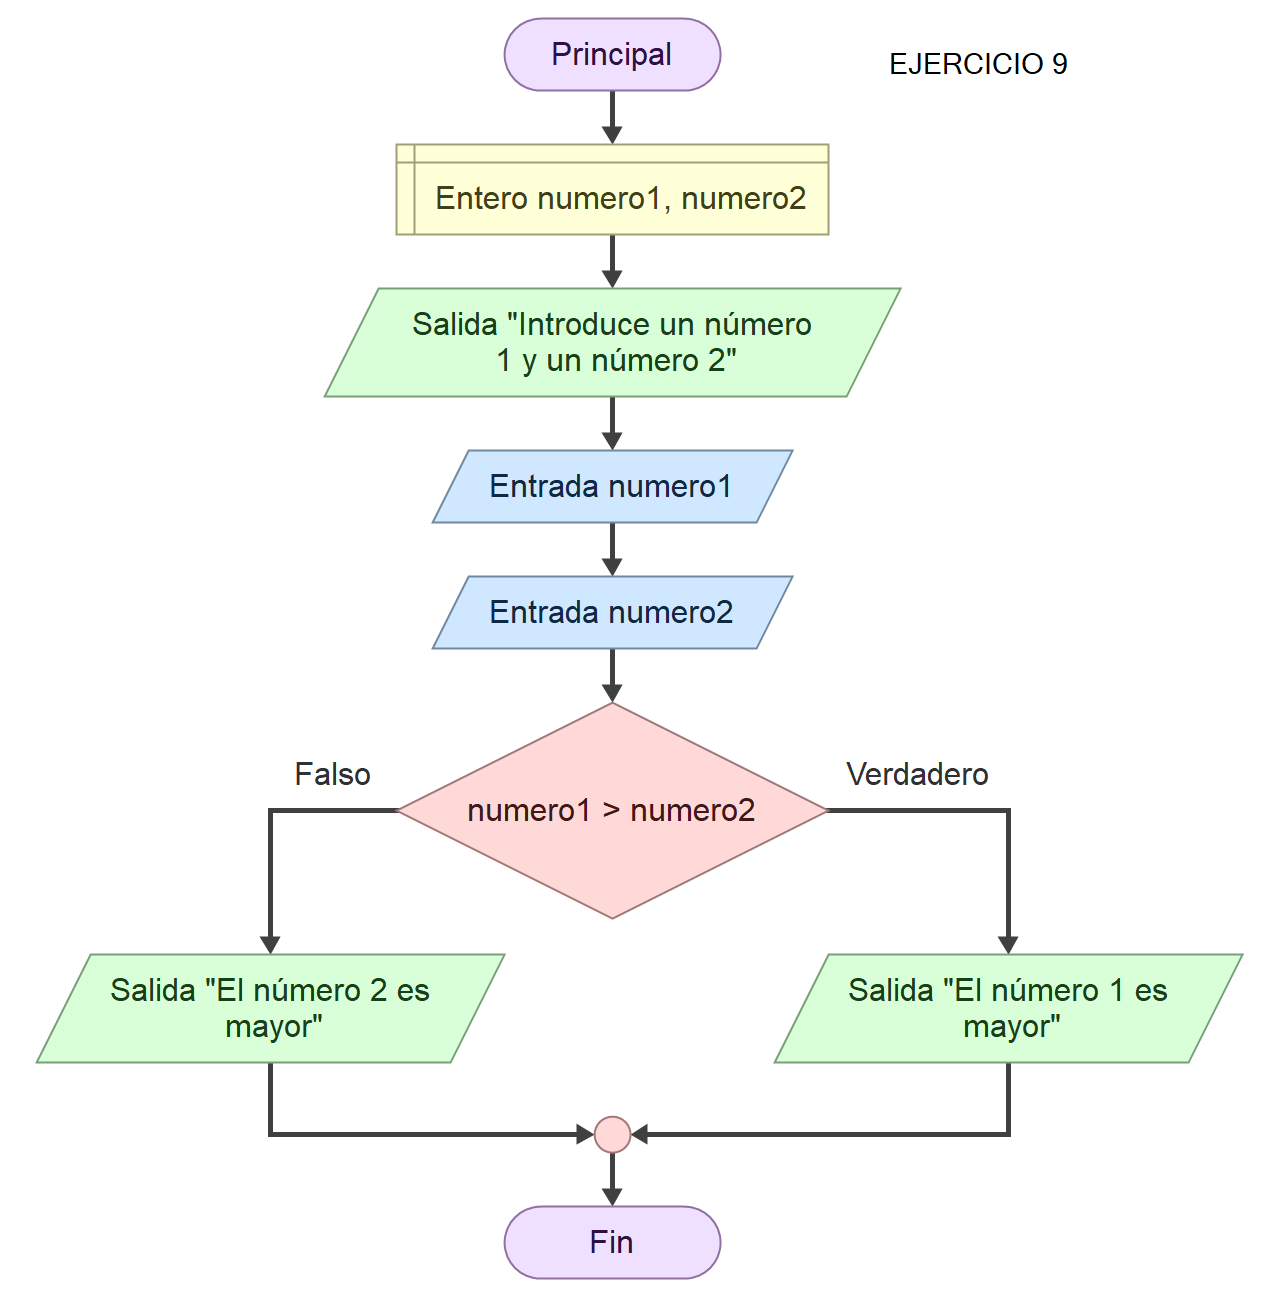 Principal
EJERCICIO 9
Entero numero1, numero2
Salida "Introduce un número
1 y un número 2"
Entrada numero1
Entrada numero2
Falso
Verdadero
numero1 > numero2
Salida "El número 2 es
mayor"
Salida "El número 1 es
mayor"
Fin